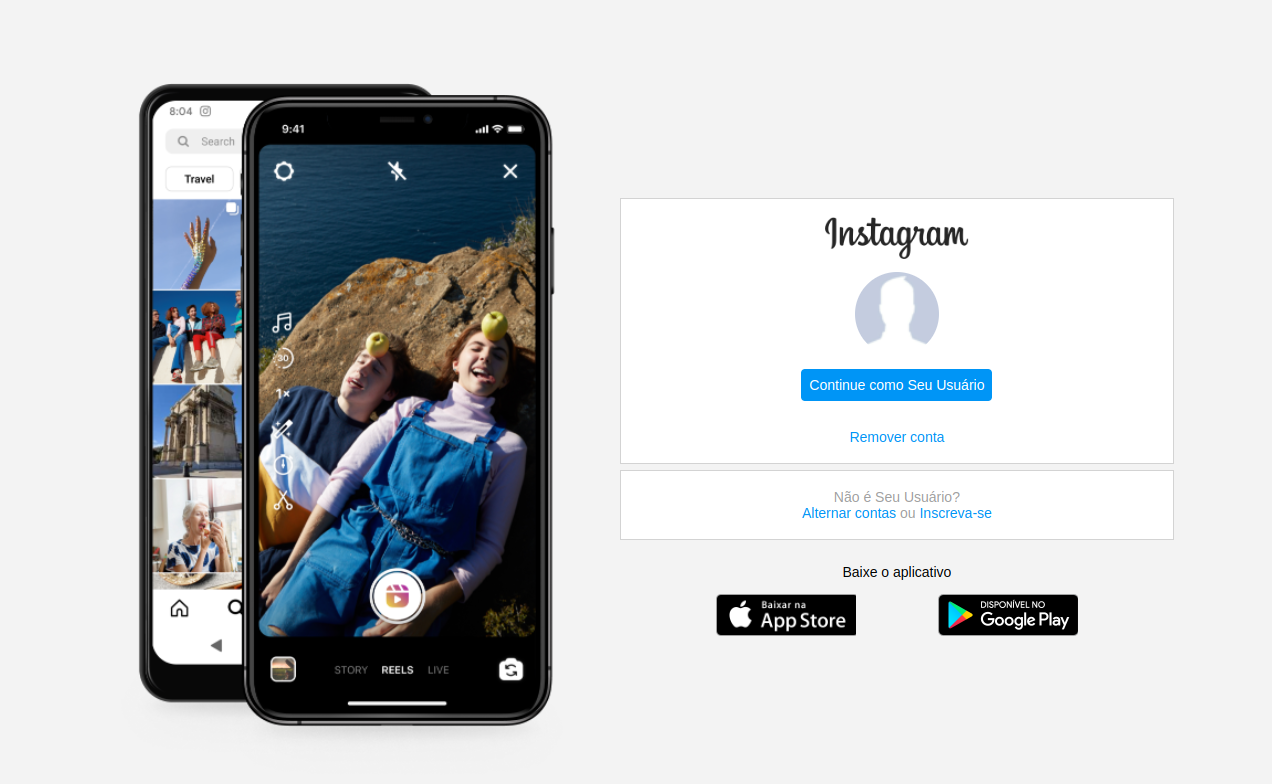 8:04
Search
Travel
9:41
30
1×
STORY REELS LIVE
Instagram
Continue como Seu Usuário
Remover conta
Não é Seu Usuário?
Alternar contas ou Inscreva-se
Baixe o aplicativo
Baixar na
App Store
DISPONÍVEL NO
Google Play